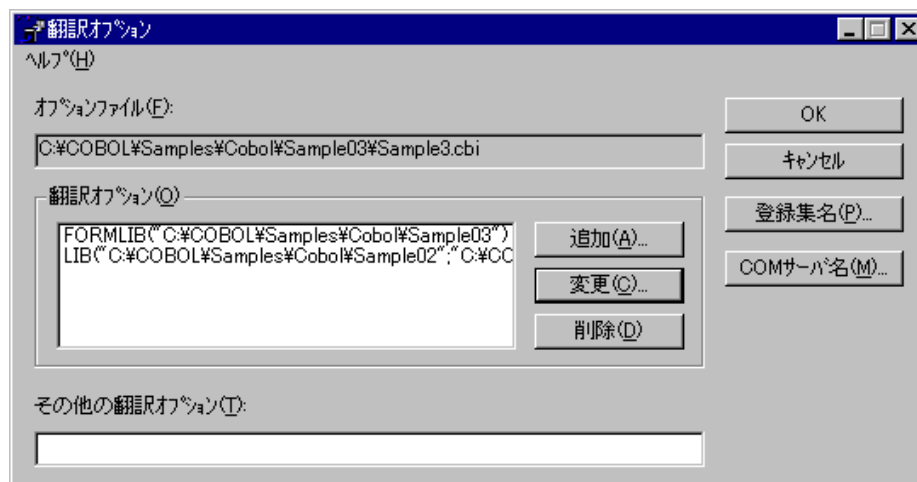 翻訳オプション
ヘルプ(H)
オプションファイル(F):
C:¥COBOL¥Samples¥Cobol¥Sample03¥Sample3.cbi
翻訳オプション(O)
FORMLIB("C:¥COBOL¥Samples¥Cobol¥Sample03")
LIB("C:¥COBOL¥Samples¥Cobol¥Sample02";"C:¥CC
追加(A)...
変更(C)...
削除(D)
その他の翻訳オプション(T):
OK
キャンセル
登録集名(P)...
COMサーバ名(M)...